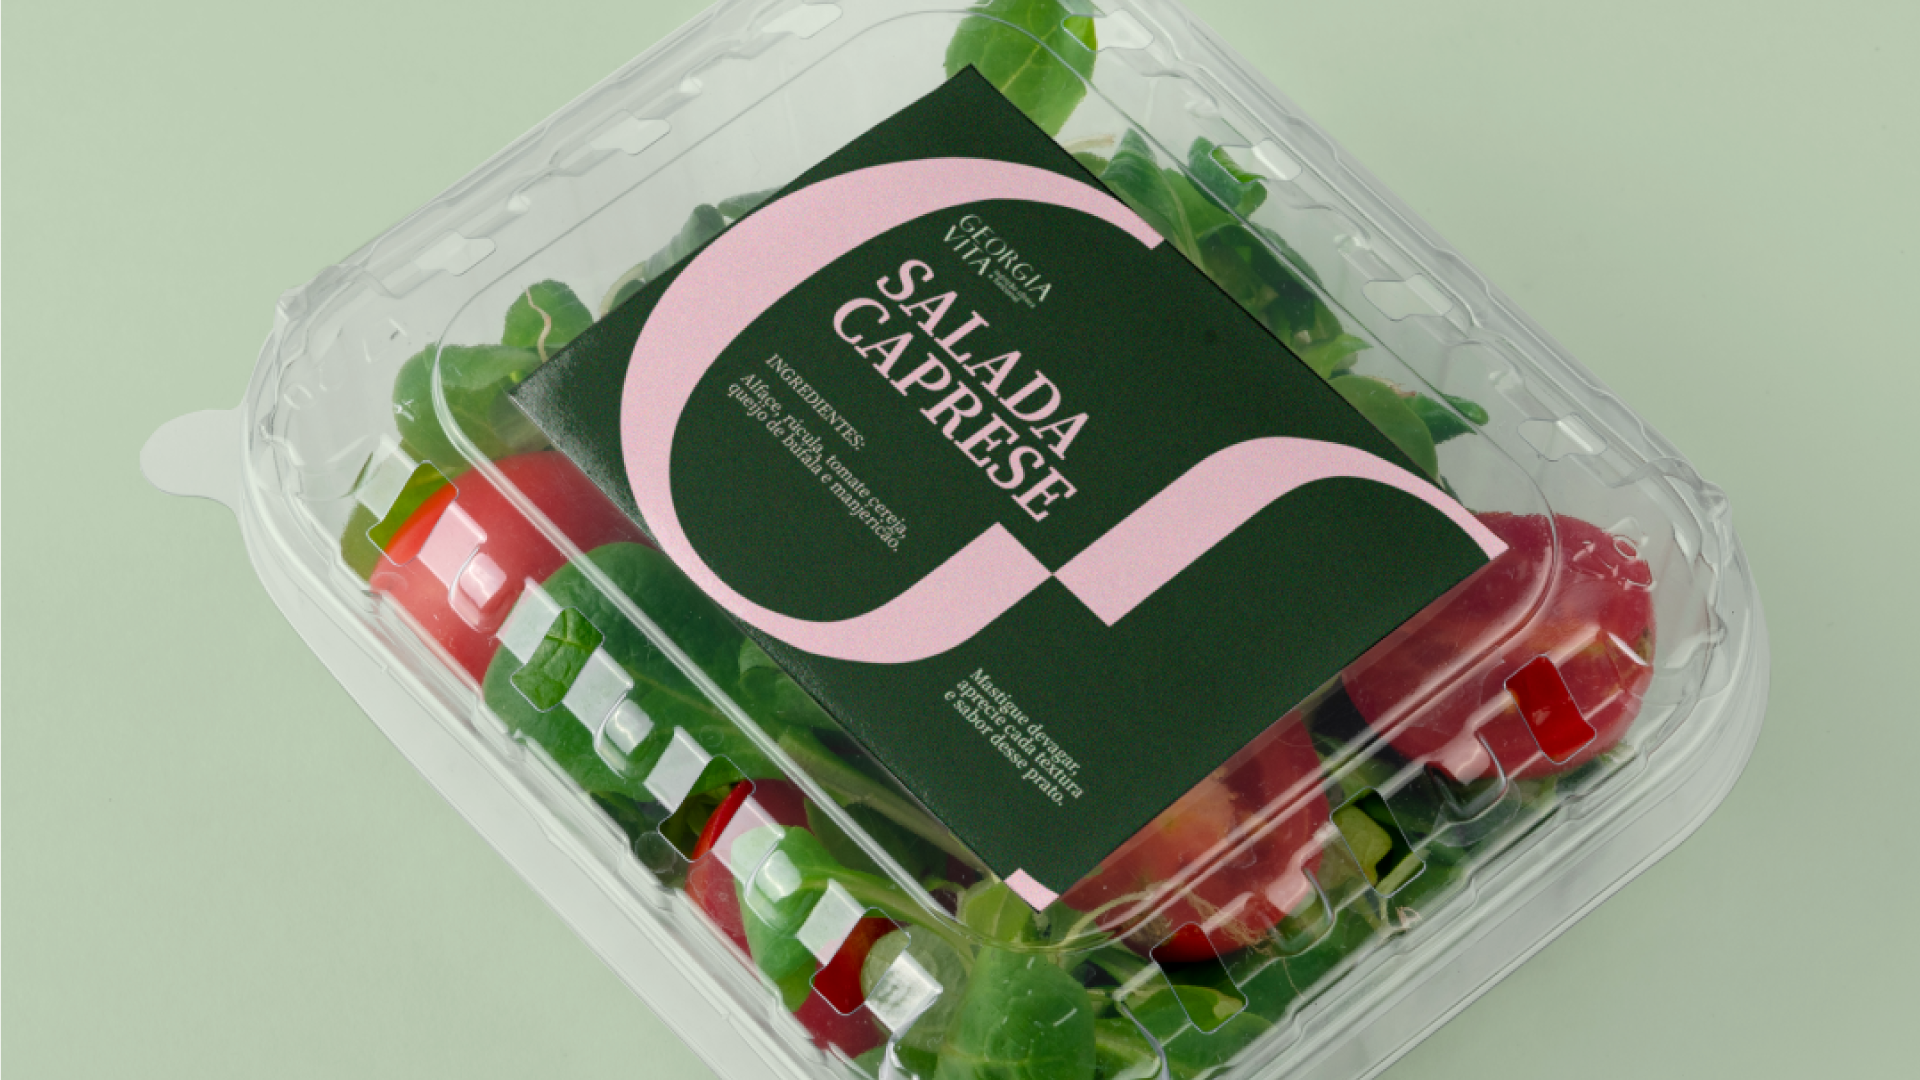 GEORGIA
VITA
SALADA
CAPRESE
INGREDIENTES:
Alface, rúcula, tomate cereja,
queijo de búfala e manjericão.
Mastigue devagar,
aprecie cada textura
e sabor desse prato.